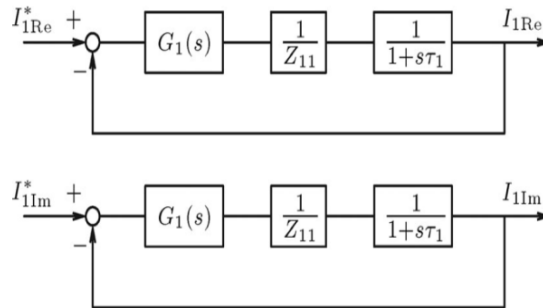 I*1Re + I1Re
G1(s) 1/Z11 1/1+sτ1
−
I*1Im + I1Im
G1(s) 1/Z11 1/1+sτ1
−